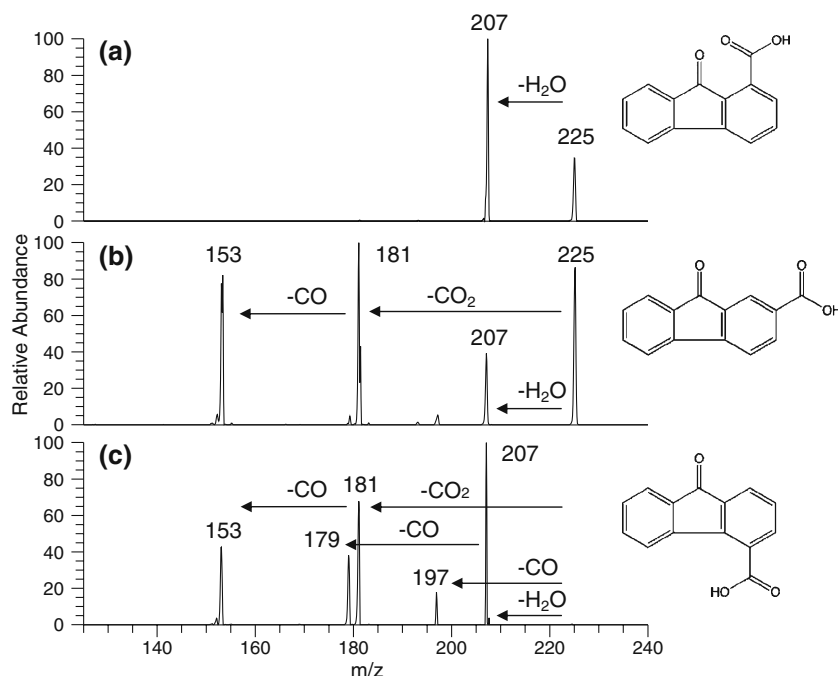 (a)
207
-H₂O
225
100
80
60
40
20
0
O
O
OH
(b)
153
181
225
-CO
-CO₂
207
-H₂O
100
80
60
40
20
0
Relative Abundance
O
O
OH
(c)
207
-CO
181
-CO₂
153
179
-CO
197
-CO
-H₂O
100
80
60
40
20
0
O
HO
O
140 160 180 200 220 240
m/z